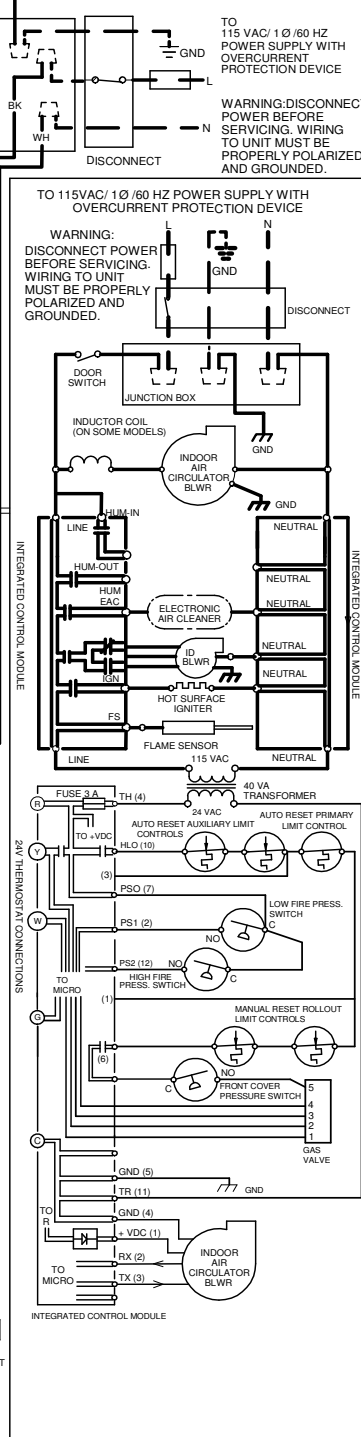 TO
115 VAC/ 1 Ø /60 HZ
POWER SUPPLY WITH
OVERCURRENT
PROTECTION DEVICE
GND
L
BK
WARNING:DISCONNECT
POWER BEFORE
SERVICING. WIRING
TO UNIT MUST BE
PROPERLY POLARIZED
AND GROUNDED.
N
WH
DISCONNECT
TO 115VAC/ 1 Ø /60 HZ POWER SUPPLY WITH
OVERCURRENT PROTECTION DEVICE
WARNING:
DISCONNECT POWER
BEFORE SERVICING.
WIRING TO UNIT
MUST BE PROPERLY
POLARIZED AND
GROUNDED.
L
N
GND
DISCONNECT
DOOR
SWITCH
JUNCTION BOX
INDUCTOR COIL
(ON SOME MODELS)
GND
INDOOR
AIR
CIRCULATOR
BLWR
GND
HUM-IN
LINE
NEUTRAL
INTEGRATED CONTROL MODULE
INTEGRATED CONTROL MODULE
HUM-OUT
HUM
NEUTRAL
EAC
ELECTRONIC
AIR CLEANER
NEUTRAL
ID
BLWR
NEUTRAL
IGN
HOT SURFACE
IGNITER
NEUTRAL
FS
FLAME SENSOR
LINE
115 VAC
NEUTRAL
40 VA
TRANSFORMER
24 VAC
24V THERMOSTAT CONNECTIONS
R
FUSE 3 A
TH (4)
TO +VDC
AUTO RESET AUXILIARY LIMIT
CONTROLS
AUTO RESET PRIMARY
LIMIT CONTROL
Y
HLO (10)
(3)
PSO (7)
LOW FIRE PRESS.
SWITCH
W
PS1 (2)
NO
C
PS2 (12)
NO
C
HIGH FIRE
PRESS. SWTICH
TO
MICRO
(1)
MANUAL RESET ROLLOUT
LIMIT CONTROLS
G
(6)
NO
C
FRONT COVER
PRESSURE SWITCH
5
4
3
2
1
GAS
VALVE
C
GND (5)
GND
TR (11)
TO
R
GND (4)
+ VDC (1)
RX (2)
TO
MICRO
TX (3)
INDOOR
AIR
CIRCULATOR
BLWR
INTEGRATED CONTROL MODULE
T